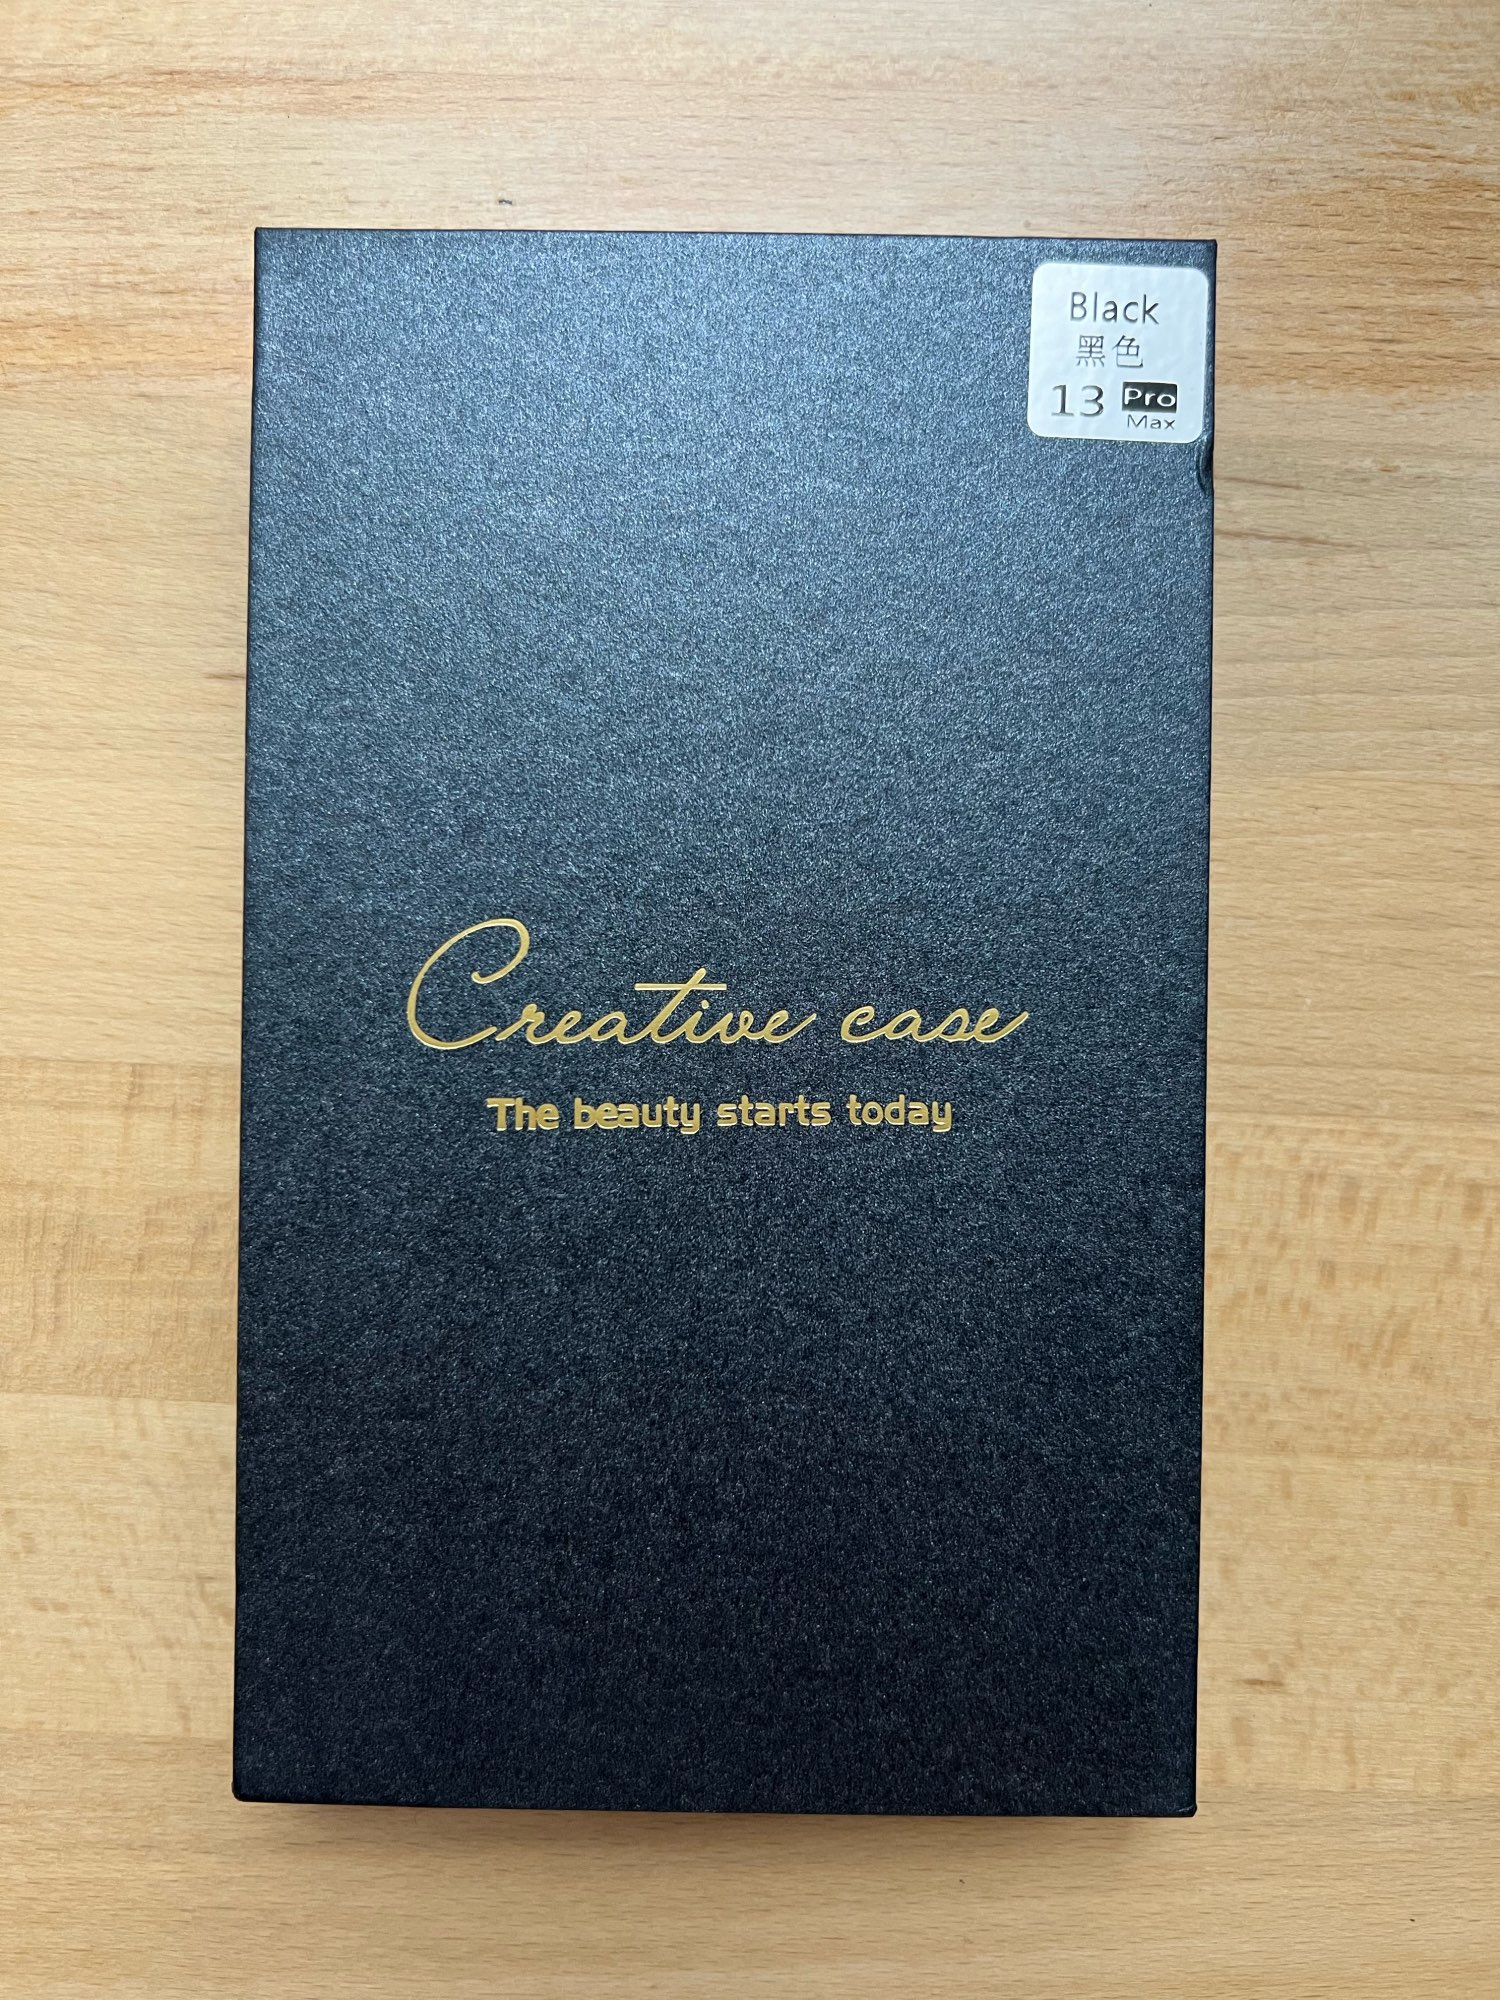 Black
黑色
13 Pro
Max
Creative case
The beauty starts today